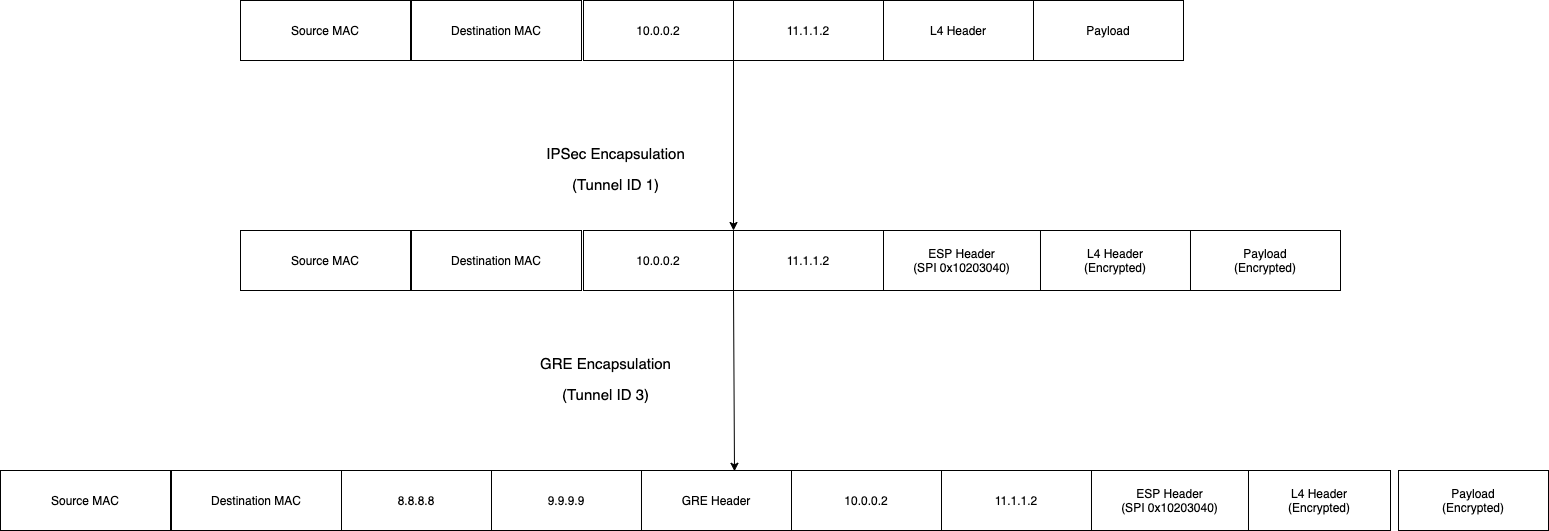 Source MAC
Destination MAC
10.0.0.2
11.1.1.2
L4 Header
Payload
IPSec Encapsulation
(Tunnel ID 1)
Source MAC
Destination MAC
10.0.0.2
11.1.1.2
ESP Header
(SPI 0x10203040)
L4 Header
(Encrypted)
Payload
(Encrypted)
GRE Encapsulation
(Tunnel ID 3)
Source MAC
Destination MAC
8.8.8.8
9.9.9.9
GRE Header
10.0.0.2
11.1.1.2
ESP Header
(SPI 0x10203040)
L4 Header
(Encrypted)
Payload
(Encrypted)